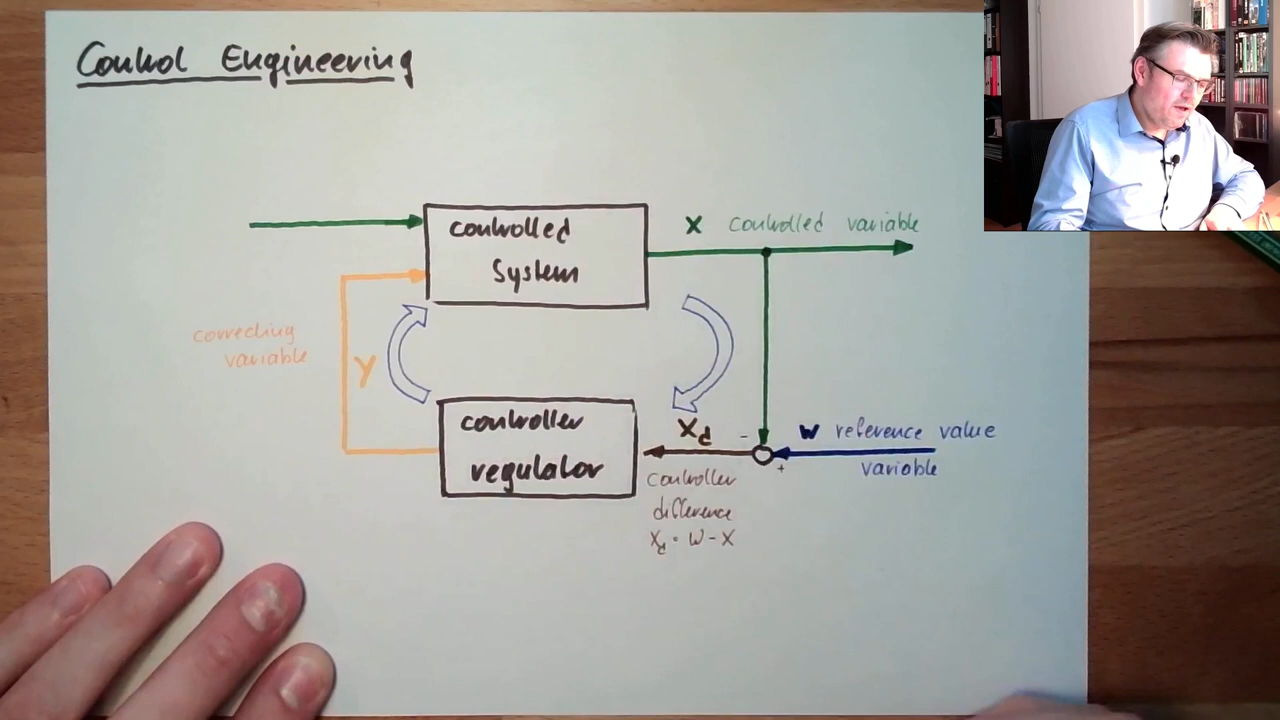 Control Engineering
controlled
System
X controlled variable
correcting
variable
Y
controller
regulator
Xd
-
W reference value
variable
+
controller
difference
Xd = W - X